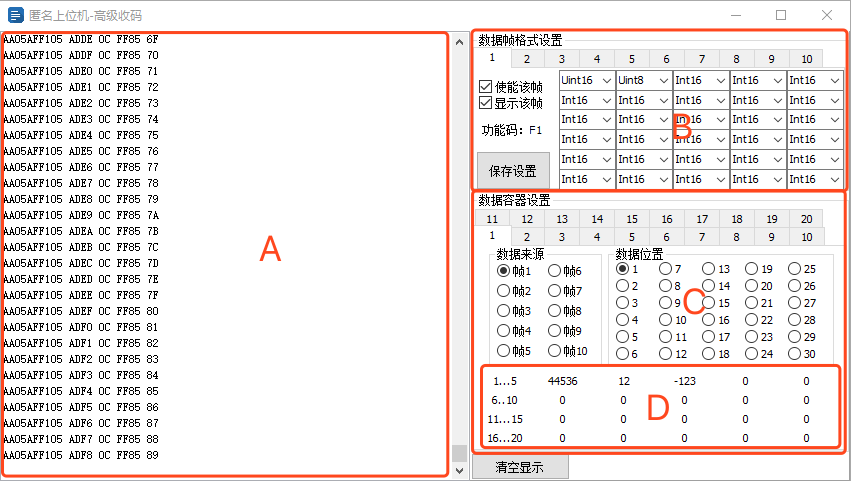 匿名上位机-高级收码
AA05AFF105 ADDE 0C FF85 6F
AA05AFF105 ADDF 0C FF85 70
AA05AFF105 ADE0 0C FF85 71
AA05AFF105 ADE1 0C FF85 72
AA05AFF105 ADE2 0C FF85 73
AA05AFF105 ADE3 0C FF85 74
AA05AFF105 ADE4 0C FF85 75
AA05AFF105 ADE5 0C FF85 76
AA05AFF105 ADE6 0C FF85 77
AA05AFF105 ADE7 0C FF85 78
AA05AFF105 ADE8 0C FF85 79
AA05AFF105 ADE9 0C FF85 7A
AA05AFF105 ADEA 0C FF85 7B
AA05AFF105 ADEB 0C FF85 7C
AA05AFF105 ADEC 0C FF85 7D
AA05AFF105 ADED 0C FF85 7E
AA05AFF105 ADEE 0C FF85 7F
AA05AFF105 ADEF 0C FF85 80
AA05AFF105 ADF0 0C FF85 81
AA05AFF105 ADF1 0C FF85 82
AA05AFF105 ADF2 0C FF85 83
AA05AFF105 ADF3 0C FF85 84
AA05AFF105 ADF4 0C FF85 85
AA05AFF105 ADF5 0C FF85 86
AA05AFF105 ADF6 0C FF85 87
AA05AFF105 ADF7 0C FF85 88
AA05AFF105 ADF8 0C FF85 89
A
数据帧格式设置
1 2 3 4 5 6 7 8 9 10
使能该帧
显示该帧
功能码: F1
保存设置
Uint16 Uint8 Int16 Int16 Int16
Int16 Int16 Int16 Int16 Int16
Int16 Int16 Int16 Int16 Int16
Int16 Int16 Int16 Int16 Int16
Int16 Int16 Int16 Int16 Int16
Int16 Int16 Int16 Int16 Int16
B
数据容器设置
11 12 13 14 15 16 17 18 19 20
1 2 3 4 5 6 7 8 9 10
数据来源
帧1 帧6
帧2 帧7
帧3 帧8
帧4 帧9
帧5 帧10
数据位置
1 7 13 19 25
2 8 14 20 26
3 9 15 21 27
4 10 16 22 28
5 11 17 23 29
6 12 18 24 30
C
1...5 44536 12 -123 0 0
6..10 0 0 0 0 0
11...15 0 0 0 0 0
16...20 0 0 0 0 0
D
清空显示